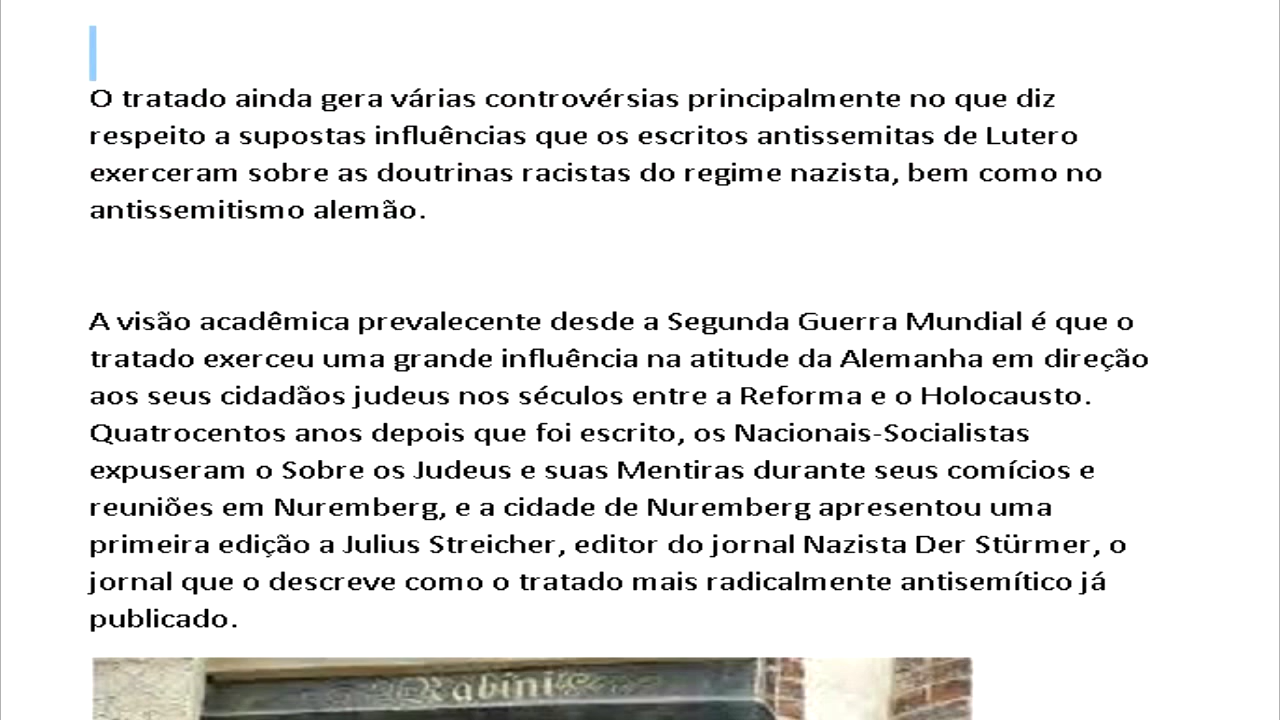 O tratado ainda gera várias controvérsias principalmente no que diz
respeito a supostas influências que os escritos antissemitas de Lutero
exerceram sobre as doutrinas racistas do regime nazista, bem como no
antissemitismo alemão.
A visão acadêmica prevalecente desde a Segunda Guerra Mundial é que o
tratado exerceu uma grande influência na atitude da Alemanha em direção
aos seus cidadãos judeus nos séculos entre a Reforma e o Holocausto.
Quatrocentos anos depois que foi escrito, os Nacionais-Socialistas
expuseram o Sobre os Judeus e suas Mentiras durante seus comícios e
reuniões em Nuremberg, e a cidade de Nuremberg apresentou uma
primeira edição a Julius Streicher, editor do jornal Nazista Der Stürmer, o
jornal que o descreve como o tratado mais radicalmente antisemítico já
publicado.
Rabini